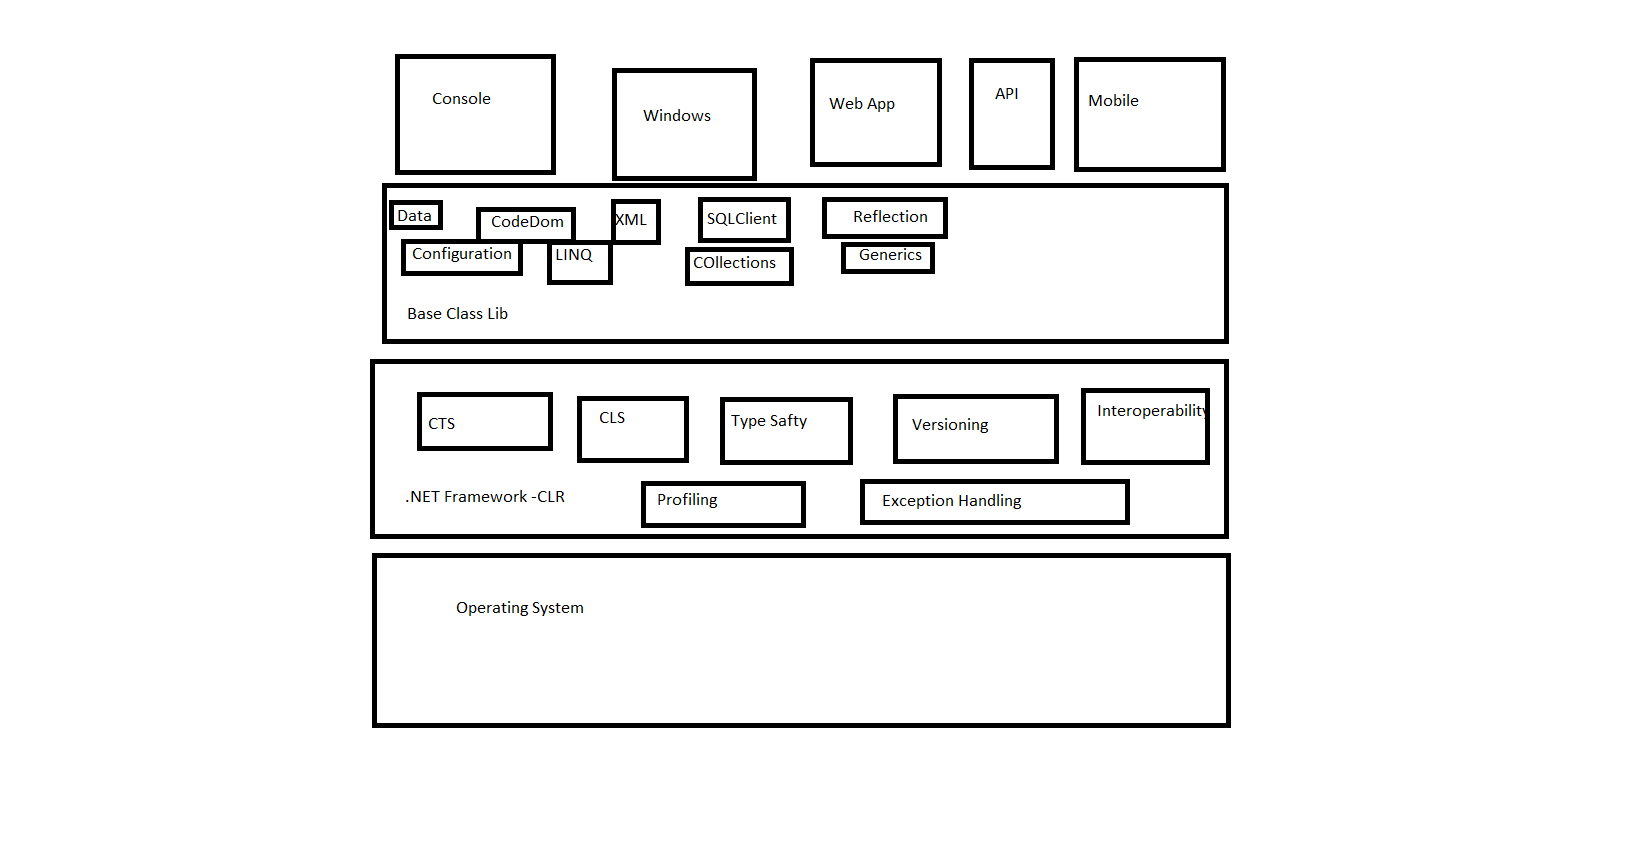 Console
Windows
Web App
API
Mobile
Data
CodeDom
XML
SQLClient
Reflection
Configuration
LINQ
COllections
Generics
Base Class Lib
CTS
CLS
Type Safty
Versioning
Interoperability
.NET Framework -CLR
Profiling
Exception Handling
Operating System